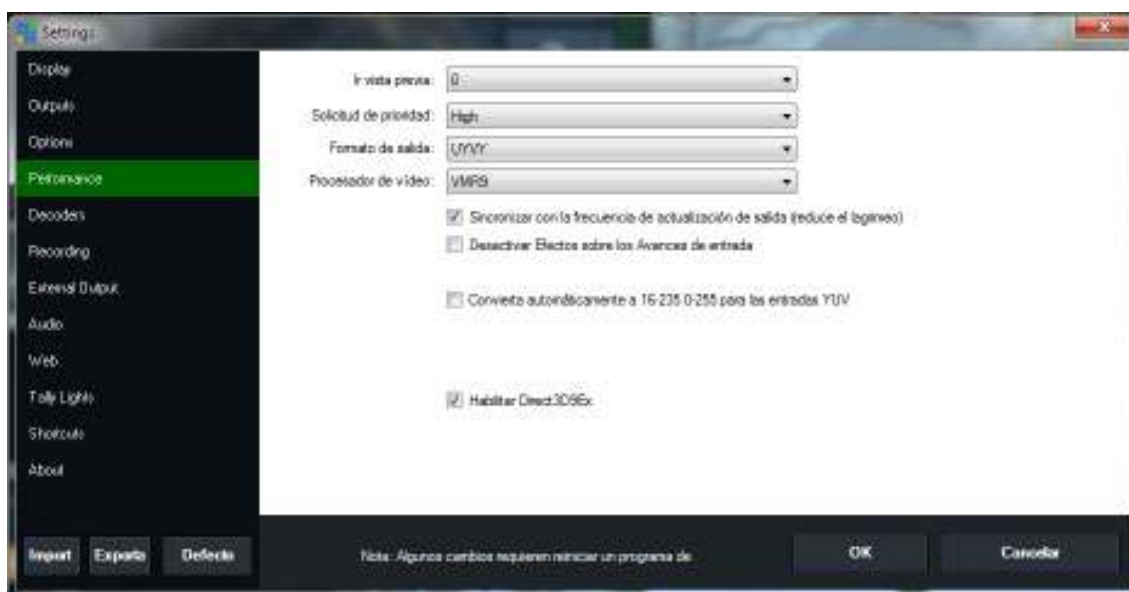 Settings
Display
Outputs
Options
Performance
Decoders
Recording
External Output
Audio
Web
Tally Lights
Shortcuts
About
Import
Exporta
Defecto
Ir vista previa: 0
Solicitud de prioridad: High
Formato de salida: UYVY
Procesador de vídeo: VMR9
Sincronizar con la frecuencia de actualización de salida (reduce el lagrimeo)
Desactivar Efectos sobre los Avances de entrada
Convierta automáticamente a 16-235 0-255 para las entradas YUV
Habilitar Direct3D9Ex
Nota: Algunos cambios requieren reiniciar un programa de
OK
Cancelar